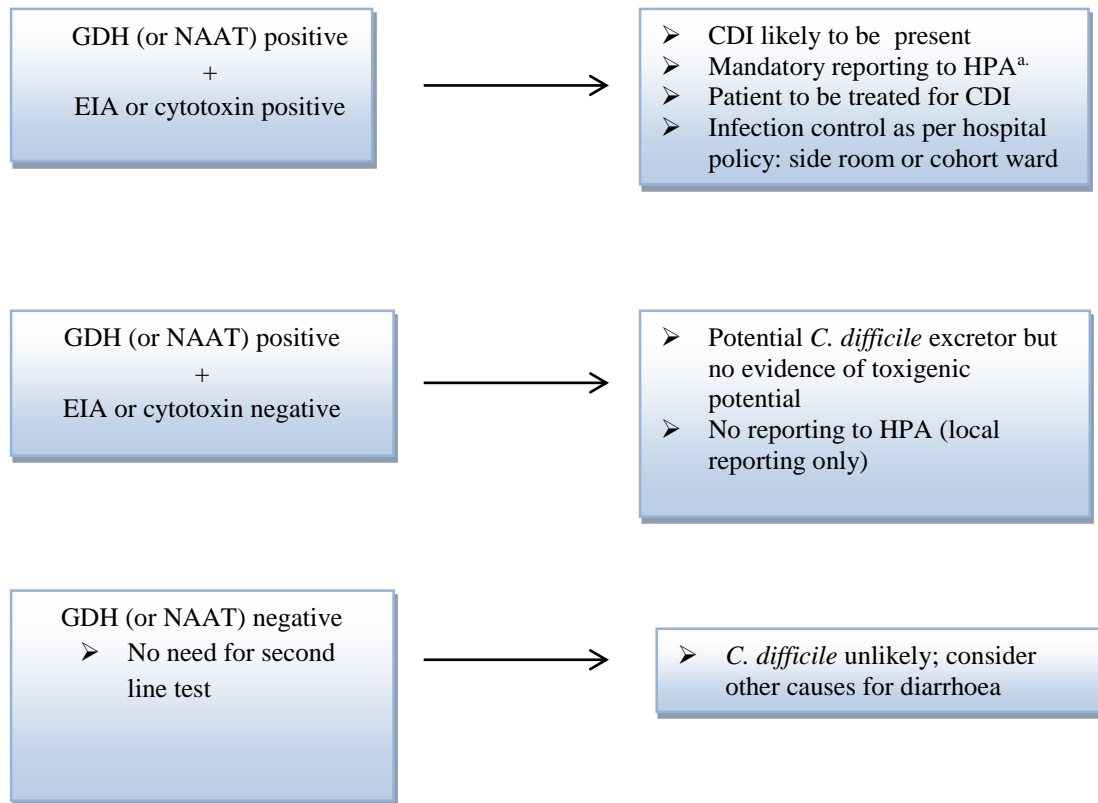 GDH (or NAAT) positive
+
EIA or cytotoxin positive
➢ CDI likely to be present
➢ Mandatory reporting to HPAa.
➢ Patient to be treated for CDI
➢ Infection control as per hospital
policy: side room or cohort ward
GDH (or NAAT) positive
+
EIA or cytotoxin negative
➢ Potential C. difficile excretor but
no evidence of toxigenic
potential
➢ No reporting to HPA (local
reporting only)
GDH (or NAAT) negative
➢ No need for second
line test
➢ C. difficile unlikely; consider
other causes for diarrhoea